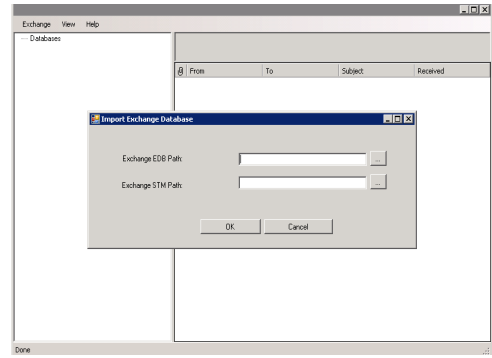 Exchange View Help
Databases
From To Subject Received
Import Exchange Database
Exchange EDB Path:
...
Exchange STM Path:
...
OK Cancel
Done